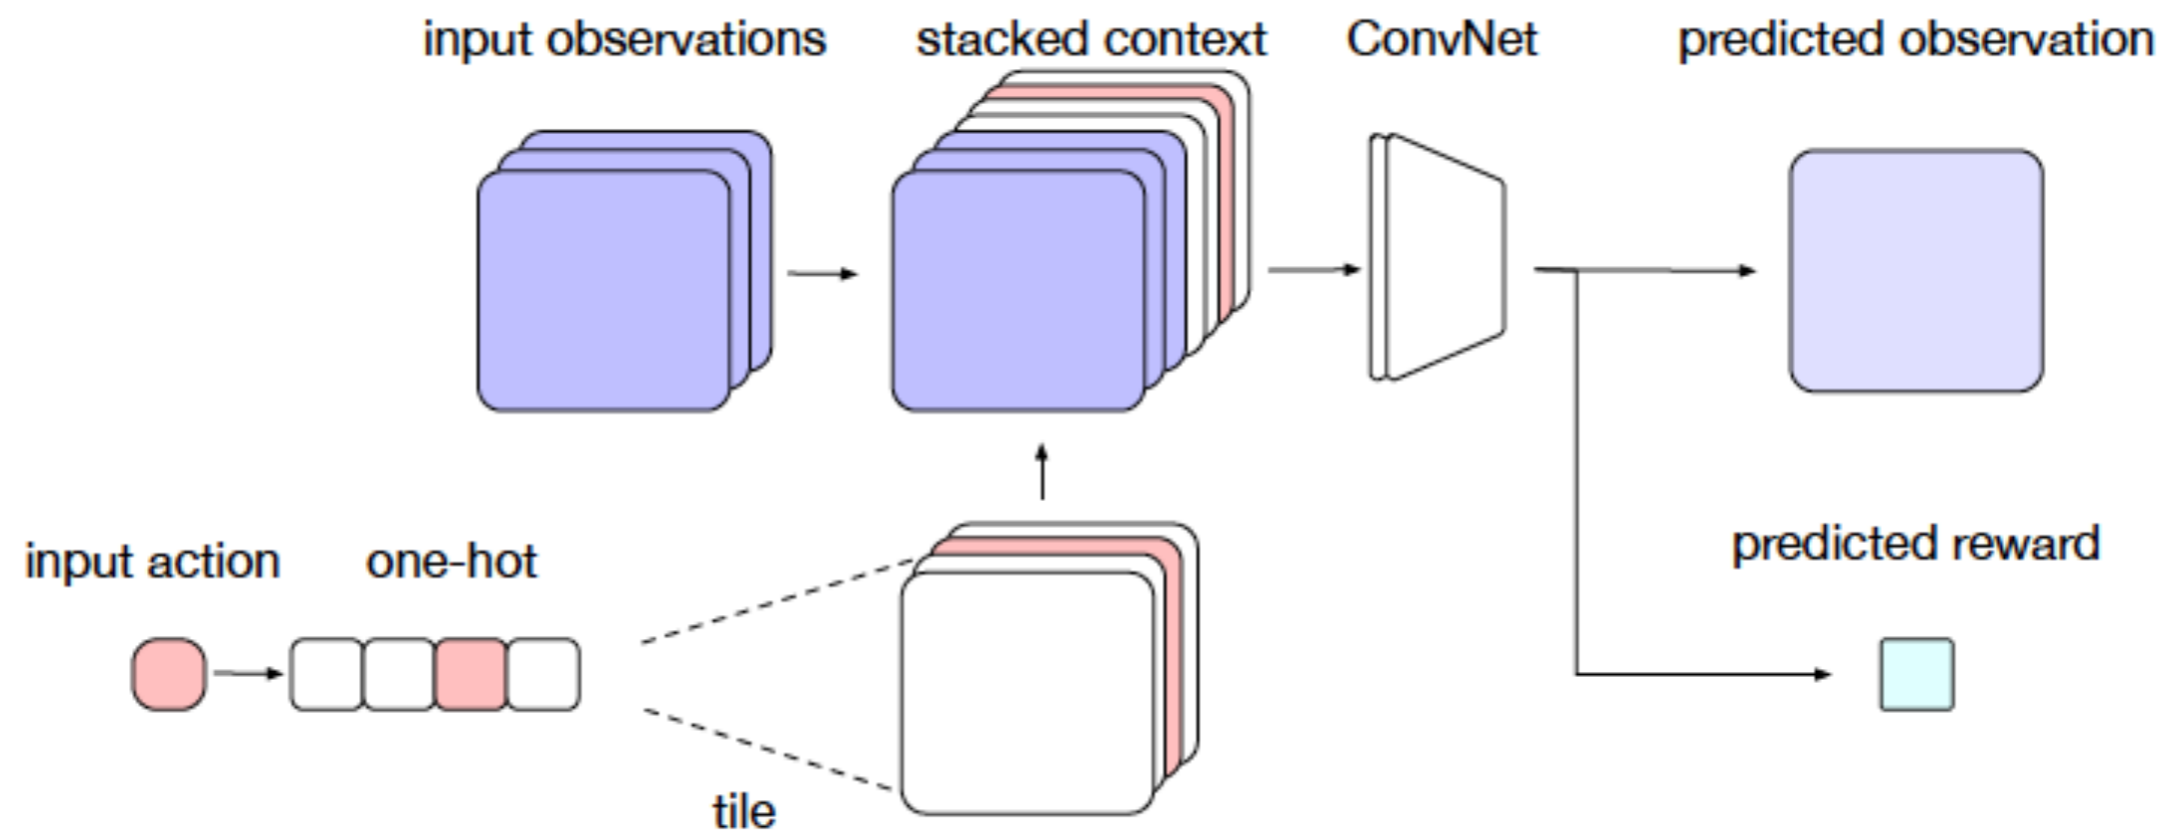 input observations
stacked context
ConvNet
predicted observation
input action
one-hot
predicted reward
tile